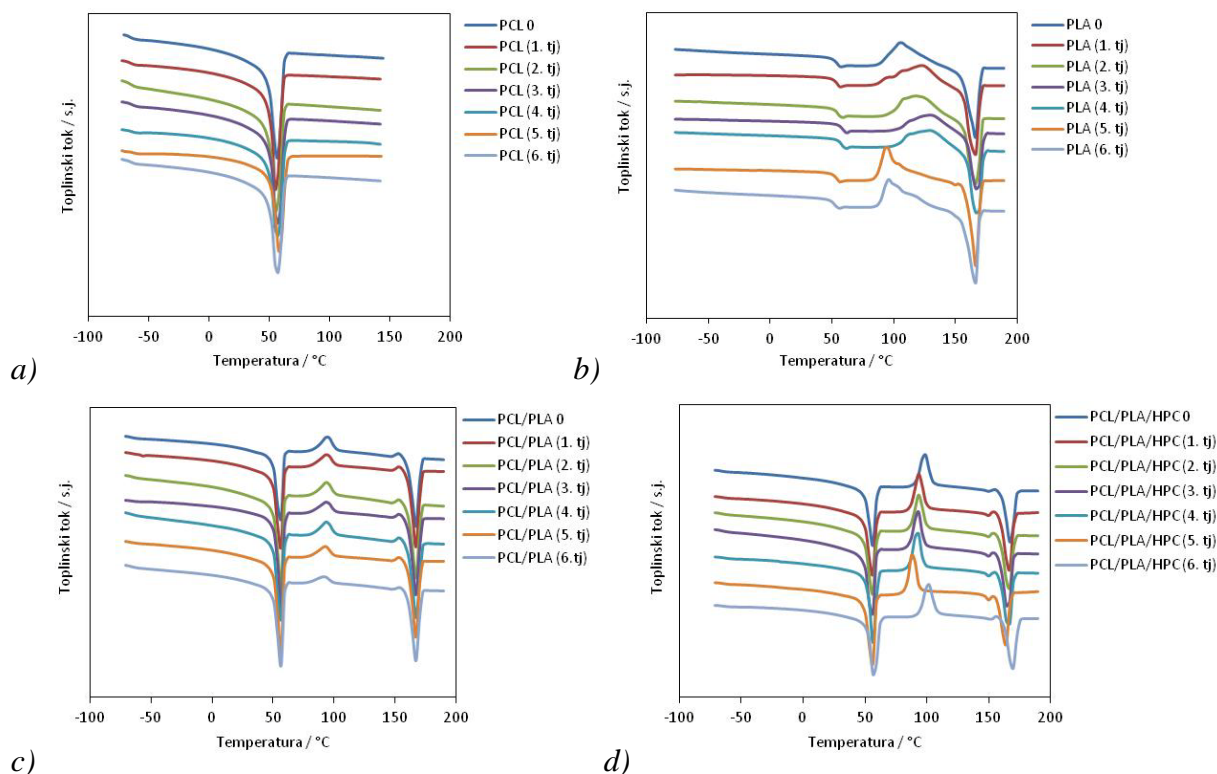 Toplinski tok / s.j.
PCL 0
PCL (1. tj)
PCL (2. tj)
PCL (3. tj)
PCL (4. tj)
PCL (5. tj)
PCL (6. tj)
-100 -50 0 50 100 150 200
Temperatura / °C
a)
Toplinski tok / s.j.
PLA 0
PLA (1. tj)
PLA (2. tj)
PLA (3. tj)
PLA (4. tj)
PLA (5. tj)
PLA (6. tj)
-100 -50 0 50 100 150 200
Temperatura / °C
b)
Toplinski tok / s.j.
PCL/PLA 0
PCL/PLA (1. tj)
PCL/PLA (2. tj)
PCL/PLA (3. tj)
PCL/PLA (4. tj)
PCL/PLA (5. tj)
PCL/PLA (6.tj)
-100 -50 0 50 100 150 200
Temperatura / °C
c)
Toplinski tok / s.j.
PCL/PLA/HPC 0
PCL/PLA/HPC (1. tj)
PCL/PLA/HPC (2. tj)
PCL/PLA/HPC (3. tj)
PCL/PLA/HPC (4. tj)
PCL/PLA/HPC (5. tj)
PCL/PLA/HPC (6. tj)
-100 -50 0 50 100 150 200
Temperatura / °C
d)